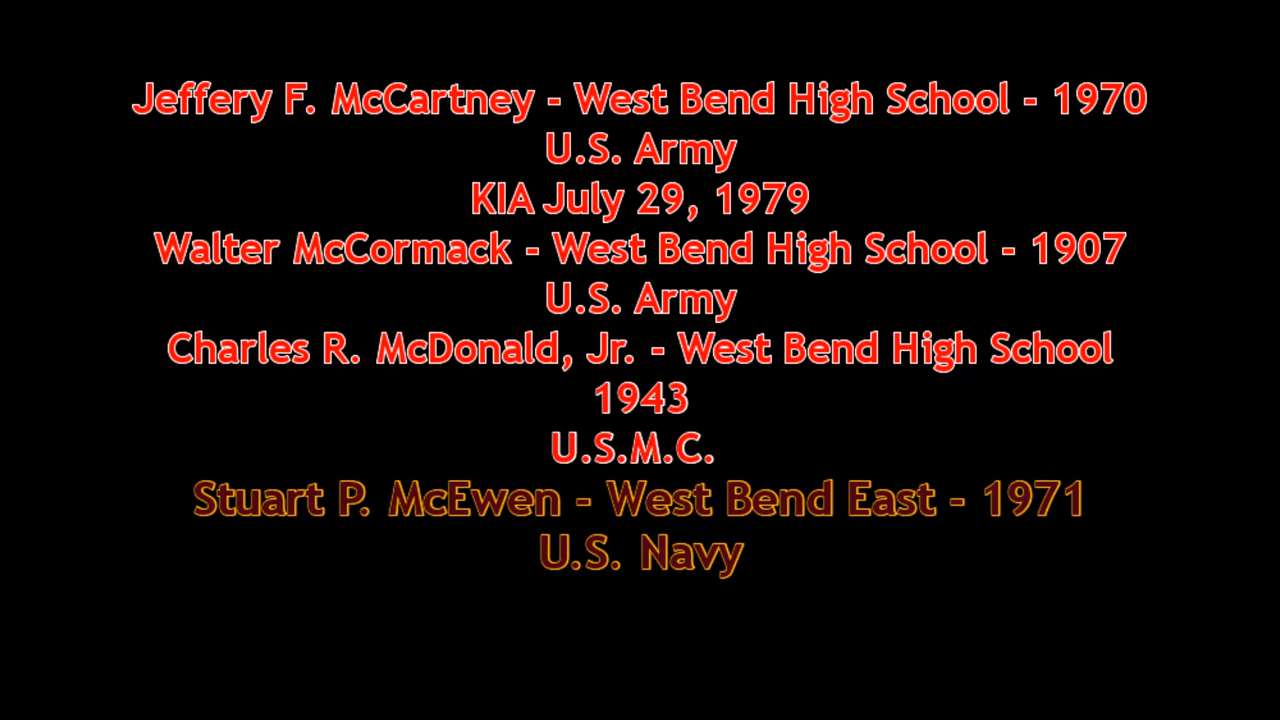 Jeffery F. McCartney - West Bend High School - 1970
U.S. Army
KIA July 29, 1979
Walter McCormack - West Bend High School - 1907
U.S. Army
Charles R. McDonald, Jr. - West Bend High School
1943
U.S.M.C.
Stuart P. McEwen - West Bend East - 1971
U.S. Navy